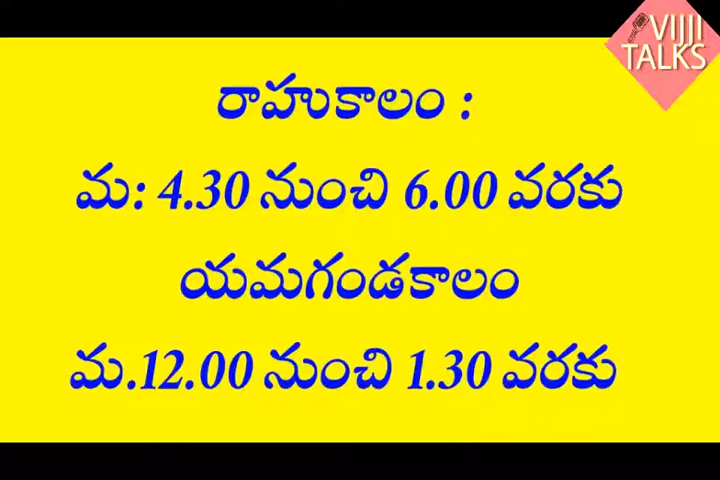 VIJJI
TALKS
రాహుకాలం :
మ: 4.30 నుంచి 6.00 వరకు
యమగండకాలం
మ.12.00 నుంచి 1.30 వరకు